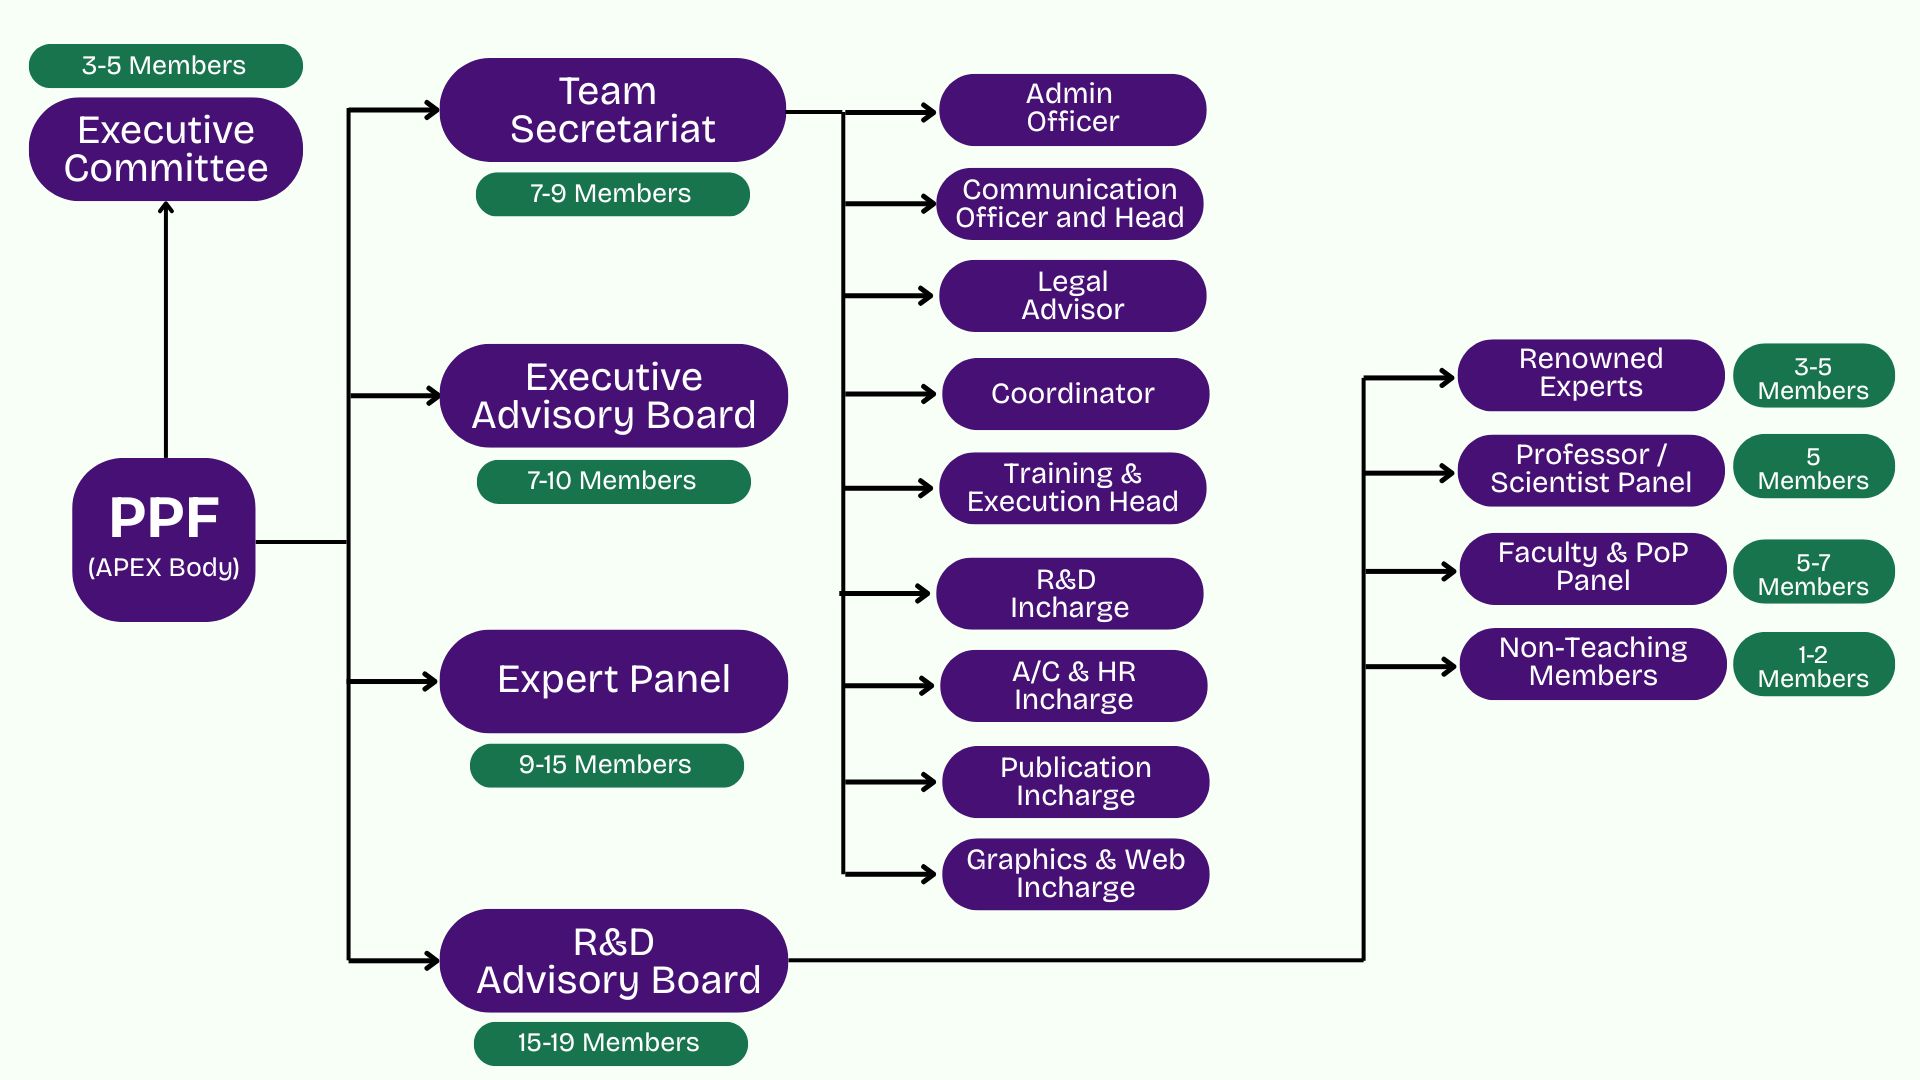 3-5 Members
Executive
Committee
PPF
(APEX Body)
Team
Secretariat
7-9 Members
Executive
Advisory Board
7-10 Members
Expert Panel
9-15 Members
R&D
Advisory Board
15-19 Members
Admin
Officer
Communication
Officer and Head
Legal
Advisor
Coordinator
Training &
Execution Head
R&D
Incharge
A/C & HR
Incharge
Publication
Incharge
Graphics & Web
Incharge
Renowned
Experts
3-5
Members
Professor /
Scientist Panel
5
Members
Faculty & PoP
Panel
5-7
Members
Non-Teaching
Members
1-2
Members